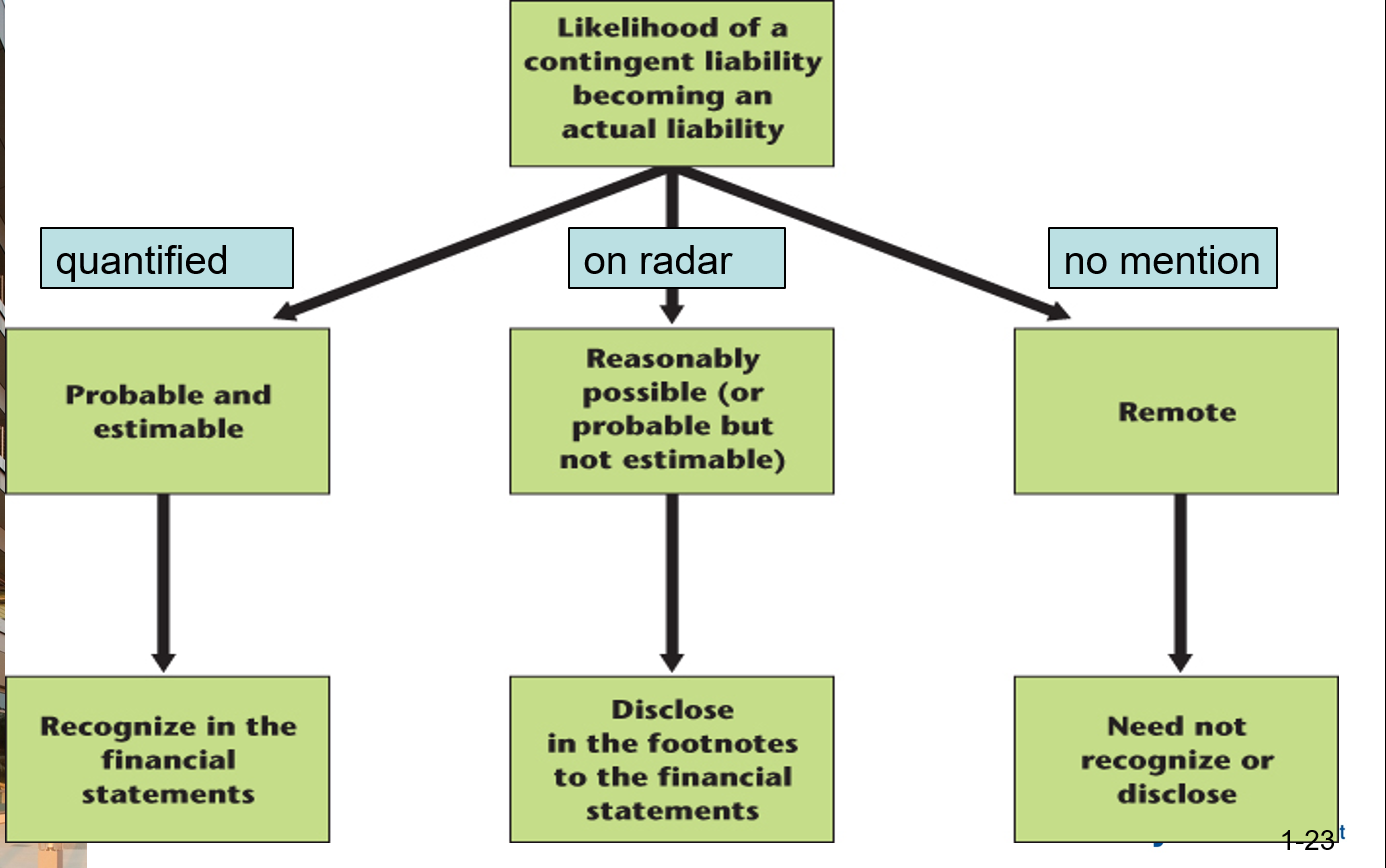 Likelihood of a
contingent liability
becoming an
actual liability
quantified
on radar
no mention
Probable and
estimable
Reasonably
possible (or
probable but
not estimable)
Remote
Recognize in the
financial
statements
Disclose
in the footnotes
to the financial
statements
Need not
recognize or
disclose
1-23